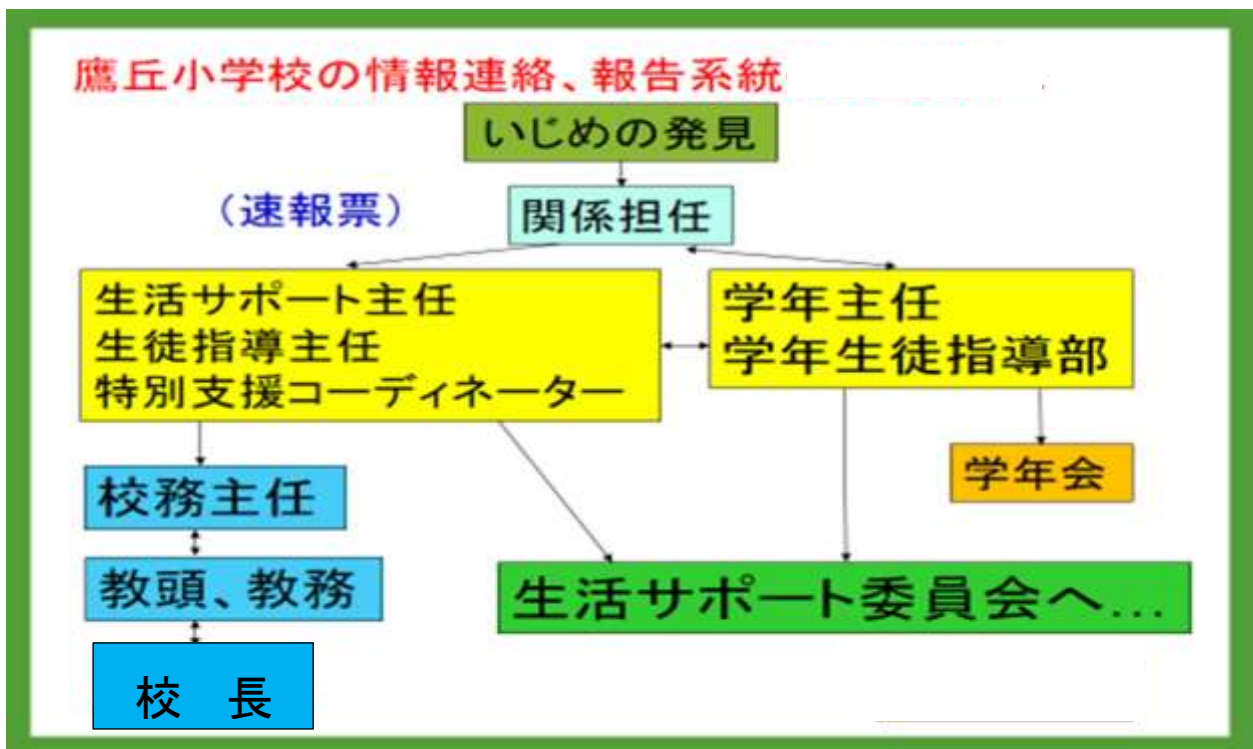 鷹丘小学校の情報連絡、報告系統
いじめの発見
（速報票）
関係担任
生活サポート主任
生徒指導主任
特別支援コーディネーター
学年主任
学年生徒指導部
学年会
校務主任
教頭、教務
生活サポート委員会へ…
校　長